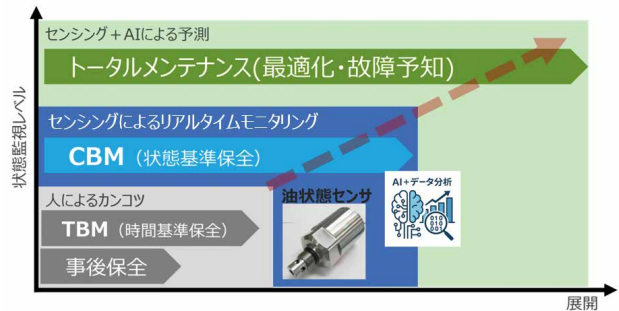 状態監視レベル
センシング+AIによる予測
トータルメンテナンス(最適化・故障予知)
センシングによるリアルタイムモニタリング
CBM(状態基準保全)
人によるカンコツ
TBM(時間基準保全)
事後保全
油状態センサ
AI+データ分析
010
010
001
展開